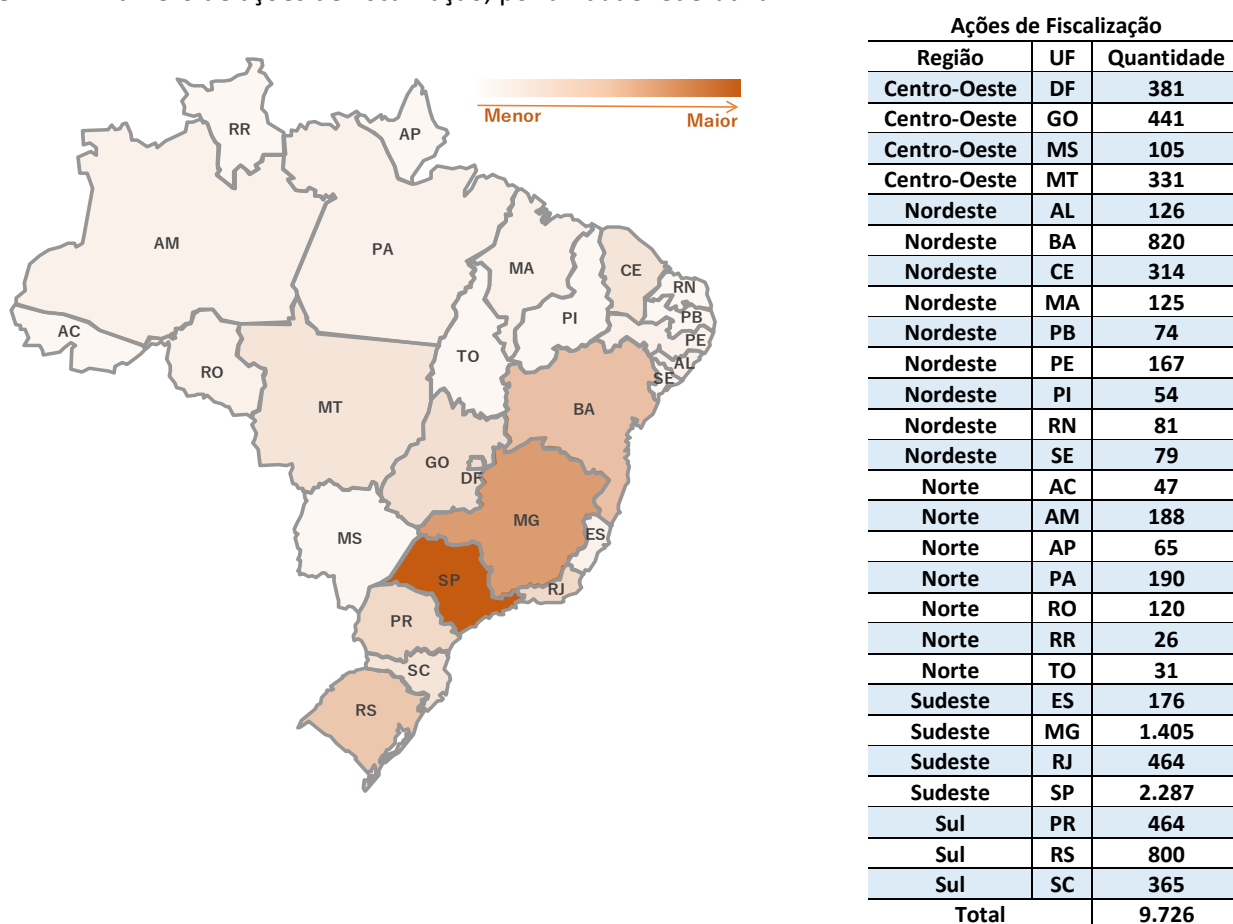 Ações de Fiscalização
Região UF Quantidade
Centro-Oeste DF 381
Centro-Oeste GO 441
Centro-Oeste MS 105
Centro-Oeste MT 331
Nordeste AL 126
Nordeste BA 820
Nordeste CE 314
Nordeste MA 125
Nordeste PB 74
Nordeste PE 167
Nordeste PI 54
Nordeste RN 81
Nordeste SE 79
Norte AC 47
Norte AM 188
Norte AP 65
Norte PA 190
Norte RO 120
Norte RR 26
Norte TO 31
Sudeste ES 176
Sudeste MG 1.405
Sudeste RJ 464
Sudeste SP 2.287
Sul PR 464
Sul RS 800
Sul SC 365
Total 9.726
Menor Maior
RR
AP
AM
PA
MA
CE
RN
PI
PB
AC
PE
TO
AL
RO
SE
MT
BA
GO
DF
MG
MS
ES
SP
RJ
PR
SC
RS